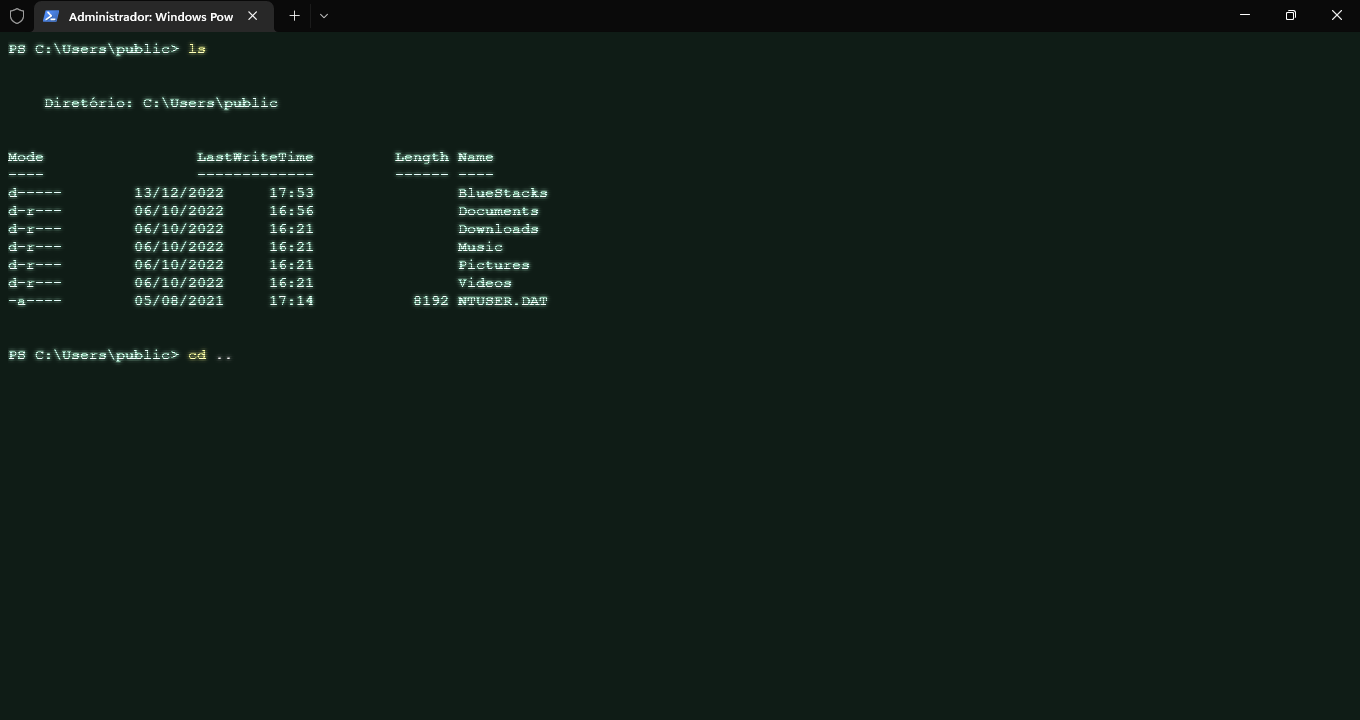 Administrador: Windows Pow
PS C:\Users\public> ls
Diretório: C:\Users\public
Mode                 LastWriteTime         Length Name
----                 -------------         ------ ----
d-----        13/12/2022     17:53                BlueStacks
d-r---        06/10/2022     16:56                Documents
d-r---        06/10/2022     16:21                Downloads
d-r---        06/10/2022     16:21                Music
d-r---        06/10/2022     16:21                Pictures
d-r---        06/10/2022     16:21                Videos
-a----        05/08/2021     17:14           8192 NTUSER.DAT
PS C:\Users\public> cd ..